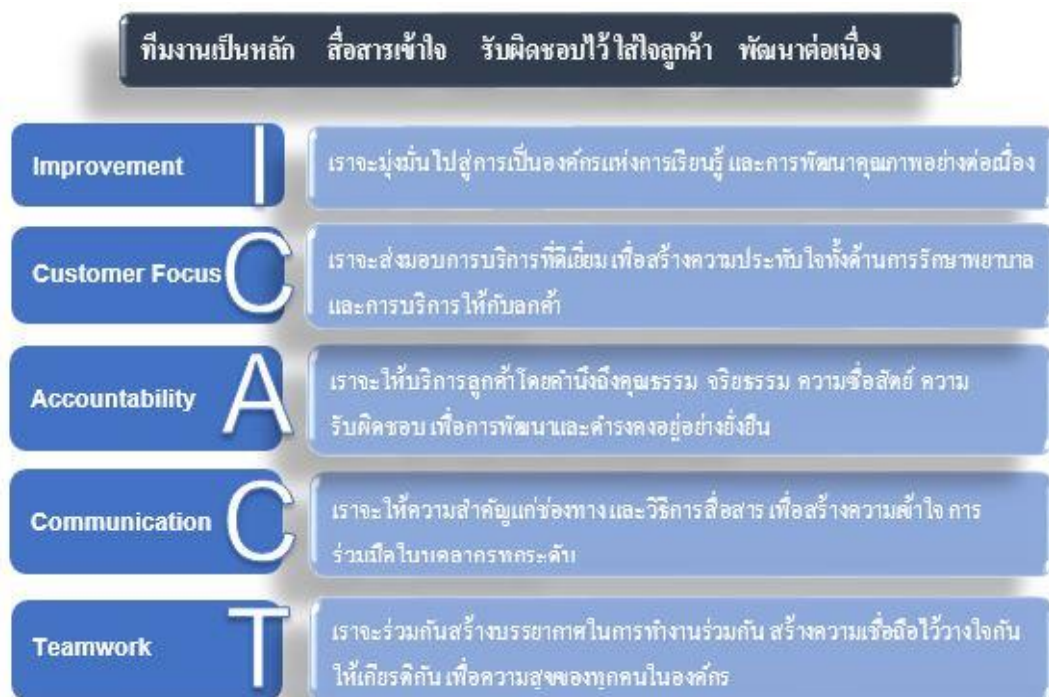 ทีมงานเป็นหลัก สื่อสารเข้าใจ รับผิดชอบไว้ ใส่ใจลูกค้า พัฒนาต่อเนื่อง
Improvement I
เราจะมุ่งมั่นไปสู่การเป็นองค์กรแห่งการเรียนรู้ และการพัฒนาคุณภาพอย่างต่อเนื่อง
Customer Focus C
เราจะส่งมอบการบริการที่ดีเยี่ยม เพื่อสร้างความประทับใจทั้งด้านการรักษาพยาบาล
และการบริการให้กับลูกค้า
Accountability A
เราจะให้บริการลูกค้าโดยคำนึงถึงคุณธรรม จริยธรรม ความซื่อสัตย์ ความ
รับผิดชอบ เพื่อการพัฒนาและดำรงคงอยู่อย่างยั่งยืน
Communication C
เราจะให้ความสำคัญแก่ช่องทาง และวิธีการสื่อสาร เพื่อสร้างความเข้าใจ การ
ร่วมมือในบุคลากรทุกระดับ
Teamwork T
เราจะร่วมกันสร้างบรรยากาศในการทำงานร่วมกัน สร้างความเชื่อถือไว้วางใจกัน
ให้เกียรติกัน เพื่อความสุขของทุกคนในองค์กร